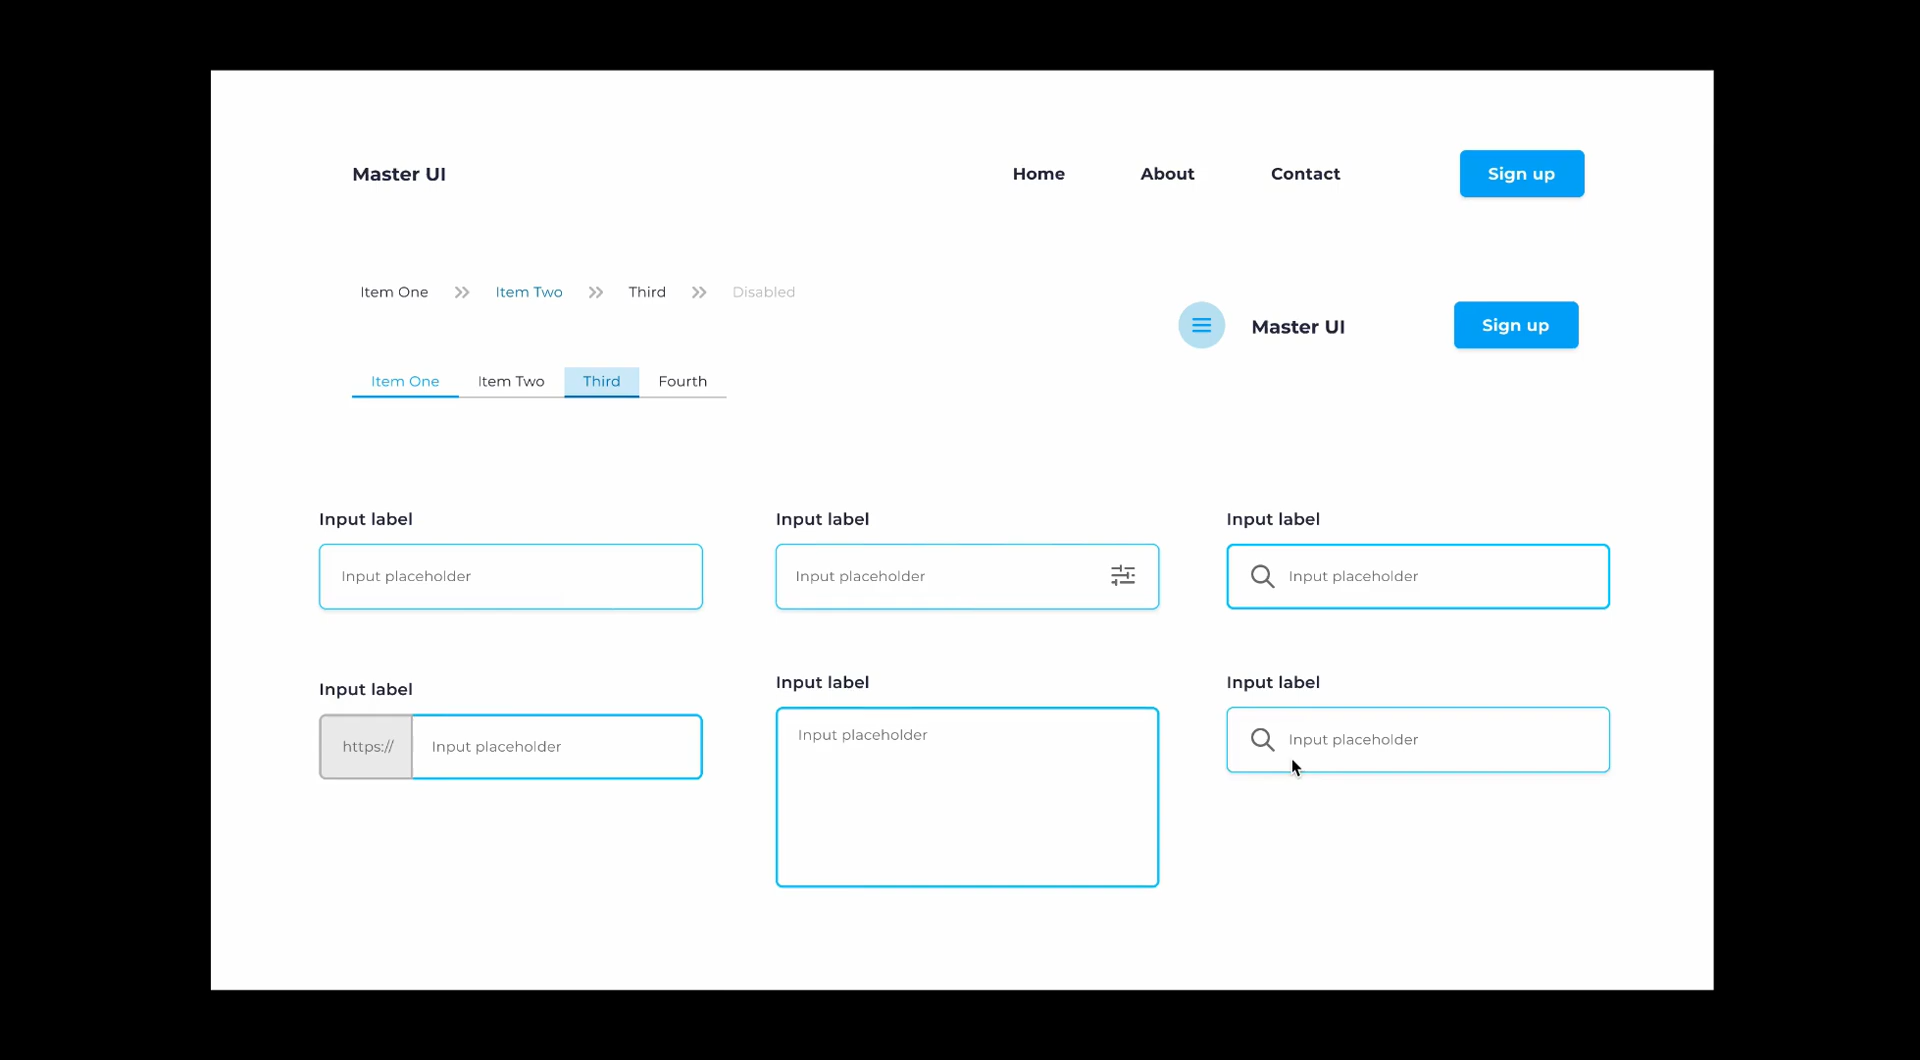 Master UI Home About Contact Sign up
Item One Item Two Third Disabled
Master UI Sign up
Item One Item Two Third Fourth
Input label Input label Input label
Input placeholder Input placeholder Input placeholder
Input label Input label Input label
https:// Input placeholder Input placeholder Input placeholder